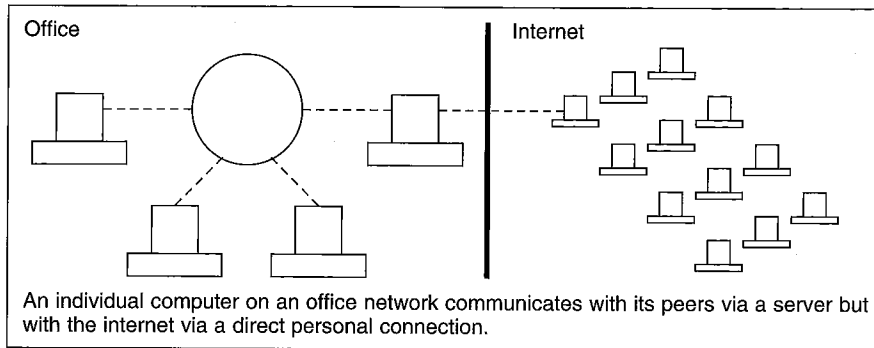 Office
Internet
An individual computer on an office network communicates with its peers via a server but
with the internet via a direct personal connection.